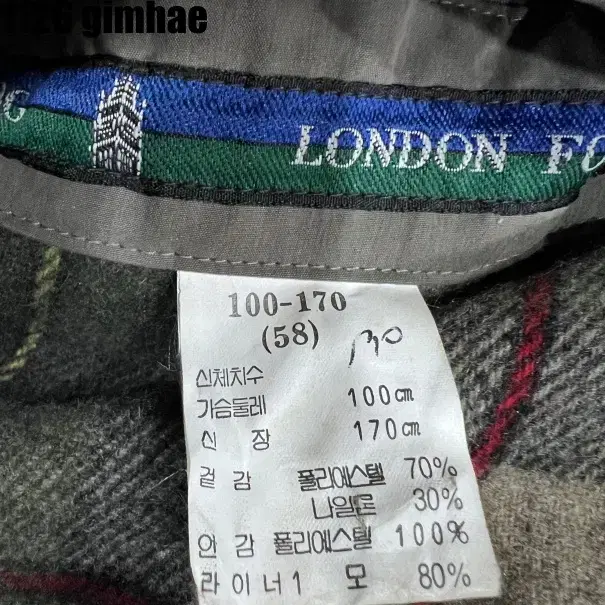 gimhae
LONDON FO
100-170
(58)
신체치수
가슴둘레 100cm
신장 170cm
겉감 폴리에스텔 70%
나일론 30%
안감 폴리에스텔 100%
라이너1 모 80%